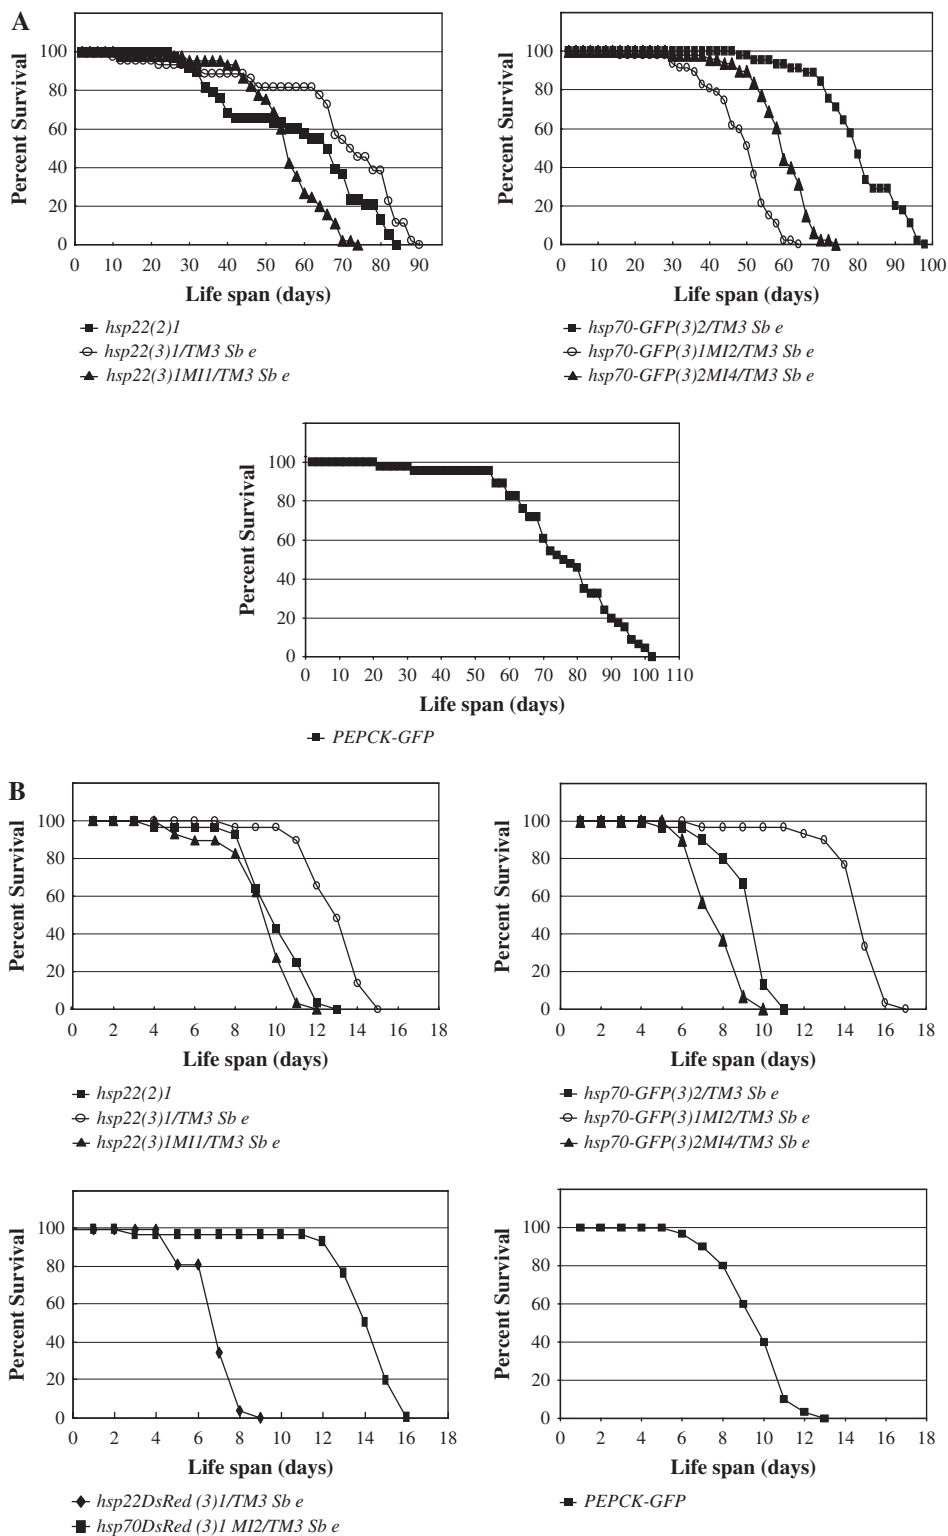 A
Percent Survival
100
80
60
40
20
0
0 10 20 30 40 50 60 70 80 90
Life span (days)
hsp22(2)1
hsp22(3)1/TM3 Sb e
hsp22(3)1MI1/TM3 Sb e
Percent Survival
100
80
60
40
20
0
0 10 20 30 40 50 60 70 80 90 100
Life span (days)
hsp70-GFP(3)2/TM3 Sb e
hsp70-GFP(3)1MI2/TM3 Sb e
hsp70-GFP(3)2MI4/TM3 Sb e
Percent Survival
100
80
60
40
20
0
0 10 20 30 40 50 60 70 80 90 100 110
Life span (days)
PEPCK-GFP
B
Percent Survival
100
80
60
40
20
0
0 2 4 6 8 10 12 14 16 18
Life span (days)
hsp22(2)1
hsp22(3)1/TM3 Sb e
hsp22(3)1MI1/TM3 Sb e
Percent Survival
100
80
60
40
20
0
0 2 4 6 8 10 12 14 16 18
Life span (days)
hsp70-GFP(3)2/TM3 Sb e
hsp70-GFP(3)1MI2/TM3 Sb e
hsp70-GFP(3)2MI4/TM3 Sb e
Percent Survival
100
80
60
40
20
0
0 2 4 6 8 10 12 14 16 18
Life span (days)
hsp22DsRed (3)1/TM3 Sb e
hsp70DsRed (3)1 MI2/TM3 Sb e
Percent Survival
100
80
60
40
20
0
0 2 4 6 8 10 12 14 16 18
Life span (days)
PEPCK-GFP